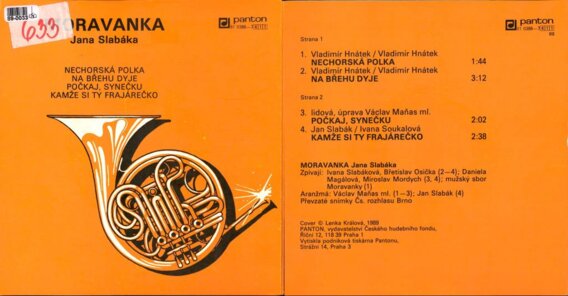 633
MORAVANKA
Jana Slabáka
panton
NECHORSKÁ POLKA
NA BŘEHU DYJE
POČKAJ, SYNEČKU
KAMŽE SI TY FRAJÁREČKO
panton
Strana 1
1. Vladimír Hnátek / Vladimír Hnátek
NECHORSKÁ POLKA 1:44
2. Vladimír Hnátek / Vladimír Hnátek
NA BŘEHU DYJE 3:12
Strana 2
3. lidová, úprava Václav Maňas ml.
POČKAJ, SYNEČKU 2:02
4. Jan Slabák / Ivana Soukalová
KAMŽE SI TY FRAJÁREČKO 2:38
MORAVANKA Jana Slabáka
Zpívají: Ivana Slabáková, Břetislav Osička (2—4); Daniela
Magálová, Miroslav Mordych (3, 4); mužský sbor
Moravanky (1)
Aranžmá: Václav Maňas ml. (1—3); Jan Slabák (4)
Převzaté snímky Čs. rozhlasu Brno
Cover © Lenka Králová, 1989
PANTON, vydavatelství Českého hudebního fondu,
Říční 12, 118 39 Praha 1
Vytiskla podniková tiskárna Pantonu,
Strážní 14, Praha 3